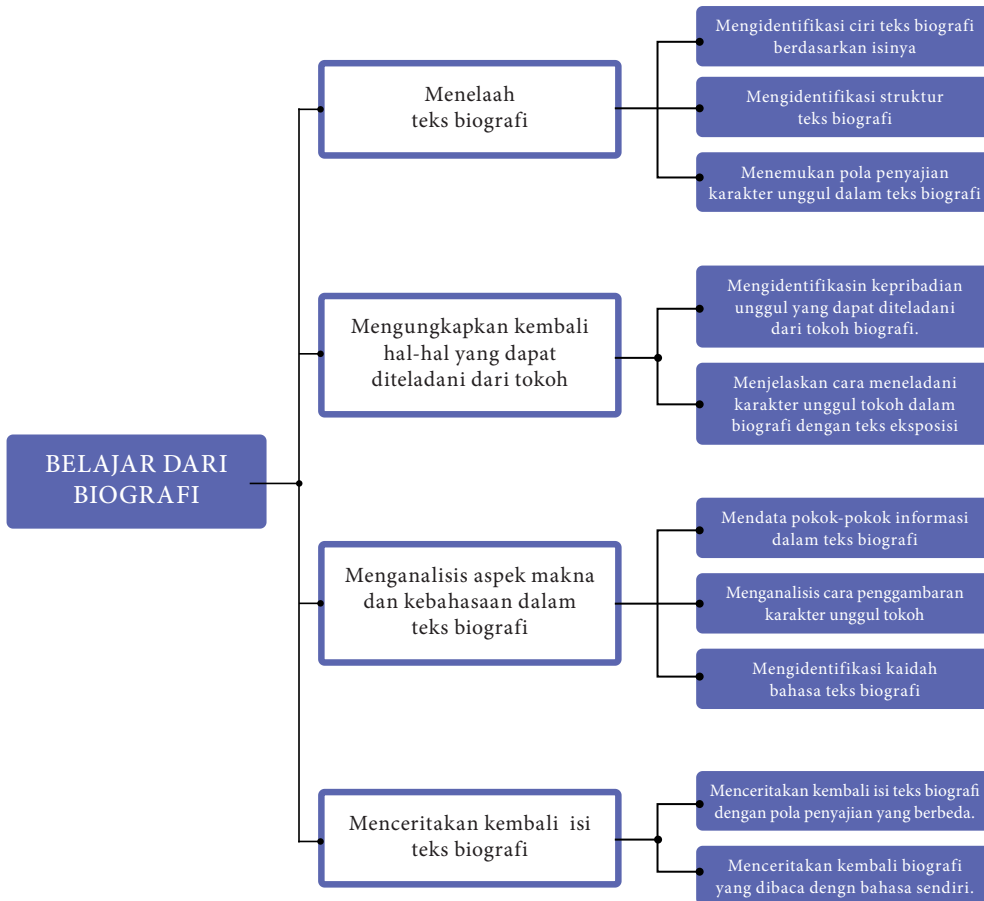 BELAJAR DARI
BIOGRAFI
Menelaah
teks biografi
Mengidentifikasi ciri teks biografi
berdasarkan isinya
Mengidentifikasi struktur
teks biografi
Menemukan pola penyajian
karakter unggul dalam teks biografi
Mengungkapkan kembali
hal-hal yang dapat
diteladani dari tokoh
Mengidentifikasin kepribadian
unggul yang dapat diteladani
dari tokoh biografi.
Menjelaskan cara meneladani
karakter unggul tokoh dalam
biografi dengan teks eksposisi
Menganalisis aspek makna
dan kebahasaan dalam
teks biografi
Mendata pokok-pokok informasi
dalam teks biografi
Menganalisis cara penggambaran
karakter unggul tokoh
Mengidentifikasi kaidah
bahasa teks biografi
Menceritakan kembali isi
teks biografi
Menceritakan kembali isi teks biografi
dengan pola penyajian yang berbeda.
Menceritakan kembali biografi
yang dibaca dengn bahasa sendiri.